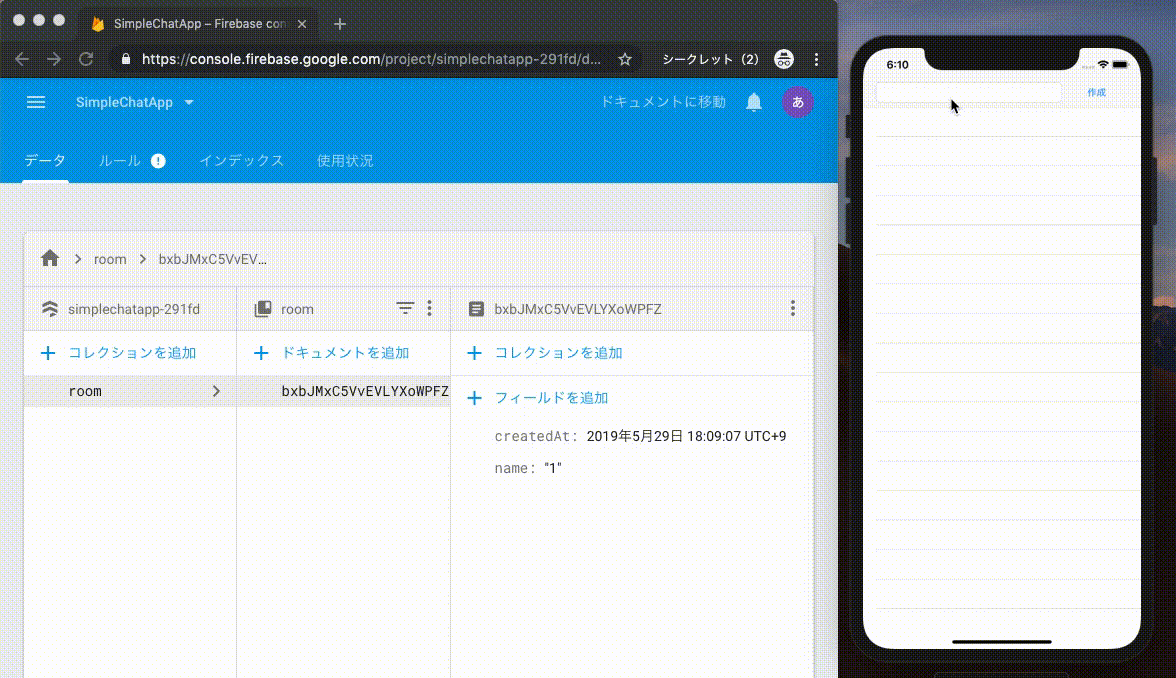 SimpleChatApp – Firebase con
https://console.firebase.google.com/project/simplechatapp-291fd/d...
シークレット（2）
SimpleChatApp
ドキュメントに移動
あ
データ
ルール
インデックス
使用状況
room
bxbJMxC5VvEV...
simplechatapp-291fd
room
bxbJMxC5VvEVLYXoWPFZ
コレクションを追加
ドキュメントを追加
コレクションを追加
room
bxbJMxC5VvEVLYXoWPFZ
フィールドを追加
createdAt: 2019年5月29日 18:09:07 UTC+9
name: "1"
6:10
作成